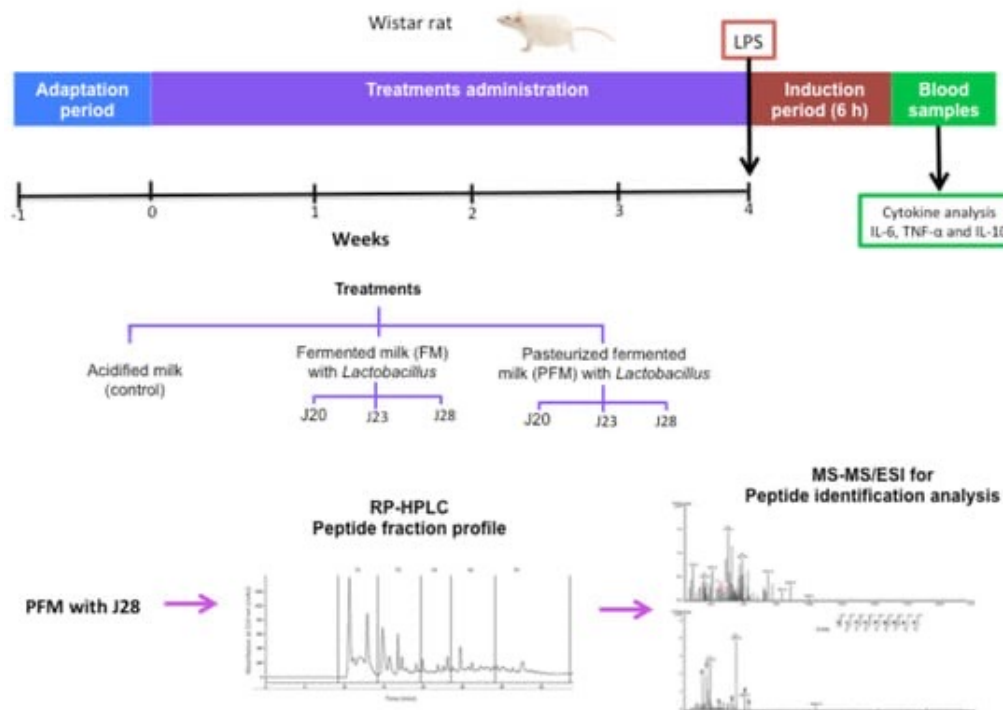 Wistar rat
LPS
Adaptation
period
Treatments administration
Induction
period (6 h)
Blood
samples
-1
0
1
2
3
4
Weeks
Cytokine analysis
IL-6, TNF-α and IL-10
Treatments
Acidified milk
(control)
Fermented milk (FM)
with Lactobacillus
J20
J23
J28
Pasteurized fermented
milk (PFM) with Lactobacillus
J20
J23
J28
RP-HPLC
Peptide fraction profile
MS-MS/ESI for
Peptide identification analysis
PFM with J28